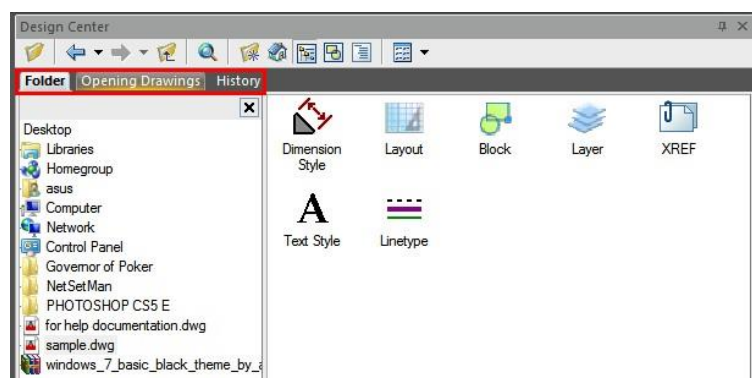 Design Center
Folder Opening Drawings History
Desktop
Libraries
Homegroup
asus
Computer
Network
Control Panel
Governor of Poker
NetSetMan
PHOTOSHOP CS5 E
for help documentation.dwg
sample.dwg
windows_7_basic_black_theme_by_
Dimension
Style
Layout
Block
Layer
XREF
Text Style
Linetype